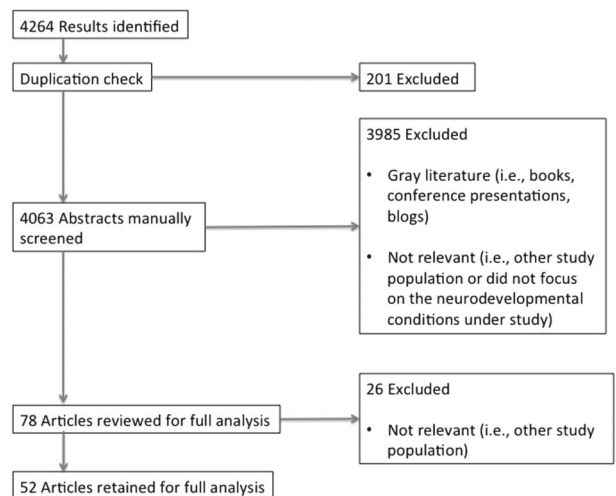 4264 Results identified
Duplication check
201 Excluded
3985 Excluded
• Gray literature (i.e., books,
conference presentations,
blogs)
• Not relevant (i.e., other study
population or did not focus
on the neurodevelopmental
conditions under study)
4063 Abstracts manually
screened
26 Excluded
• Not relevant (i.e., other study
population)
78 Articles reviewed for full analysis
52 Articles retained for full analysis